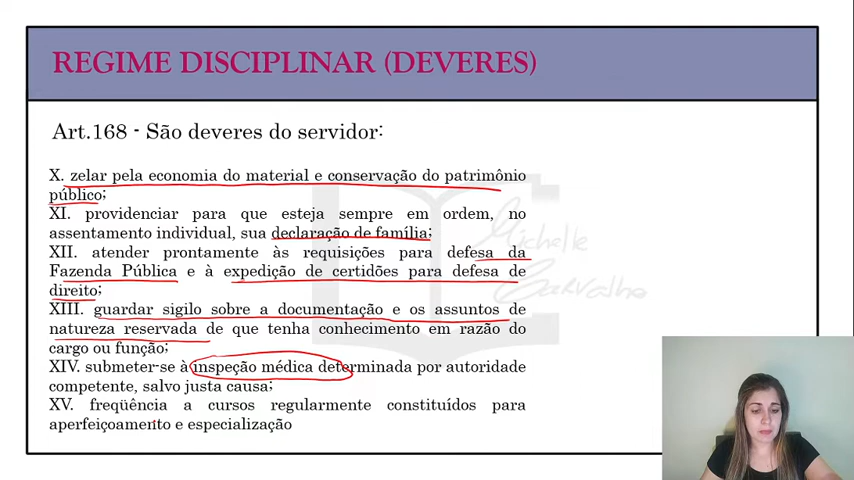 REGIME DISCIPLINAR (DEVERES)
Art.168 - São deveres do servidor:
X. zelar pela economia do material e conservação do patrimônio
público;
XI. providenciar para que esteja sempre em ordem, no
assentamento individual, sua declaração de família;
XII. atender prontamente às requisições para defesa da
Fazenda Pública e à expedição de certidões para defesa de
direito;
XIII. guardar sigilo sobre a documentação e os assuntos de
natureza reservada de que tenha conhecimento em razão do
cargo ou função;
XIV. submeter-se à inspeção médica determinada por autoridade
competente, salvo justa causa;
XV. freqüência a cursos regularmente constituídos para
aperfeiçoamento e especialização
Michelle
Carvalho